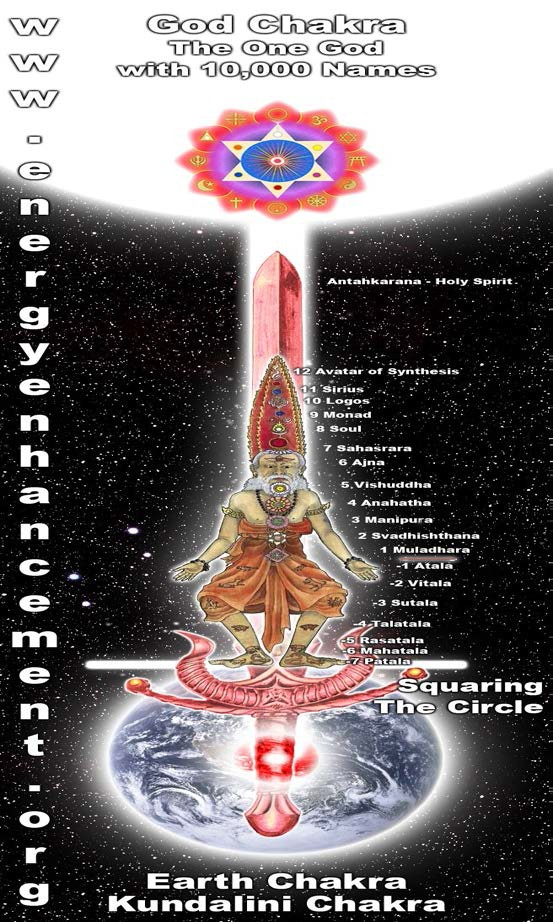 www.energyenhancement.org
God Chakra
The One God
with 10,000 Names
Antahkarana - Holy Spirit
12 Avatar of Synthesis
11 Sirius
10 Logos
9 Monad
8 Soul
7 Sahasrara
6 Ajna
5,Vishuddha
4 Anahatha
3 Manipura
2 Svadhishthana
1 Muladhara
-1 Atala
-2 Vitala
-3 Sutala
-4 Talatala
-5 Rasatala
-6 Mahatala
-7 Patala
Squaring
The Circle
Earth Chakra
Kundalini Chakra